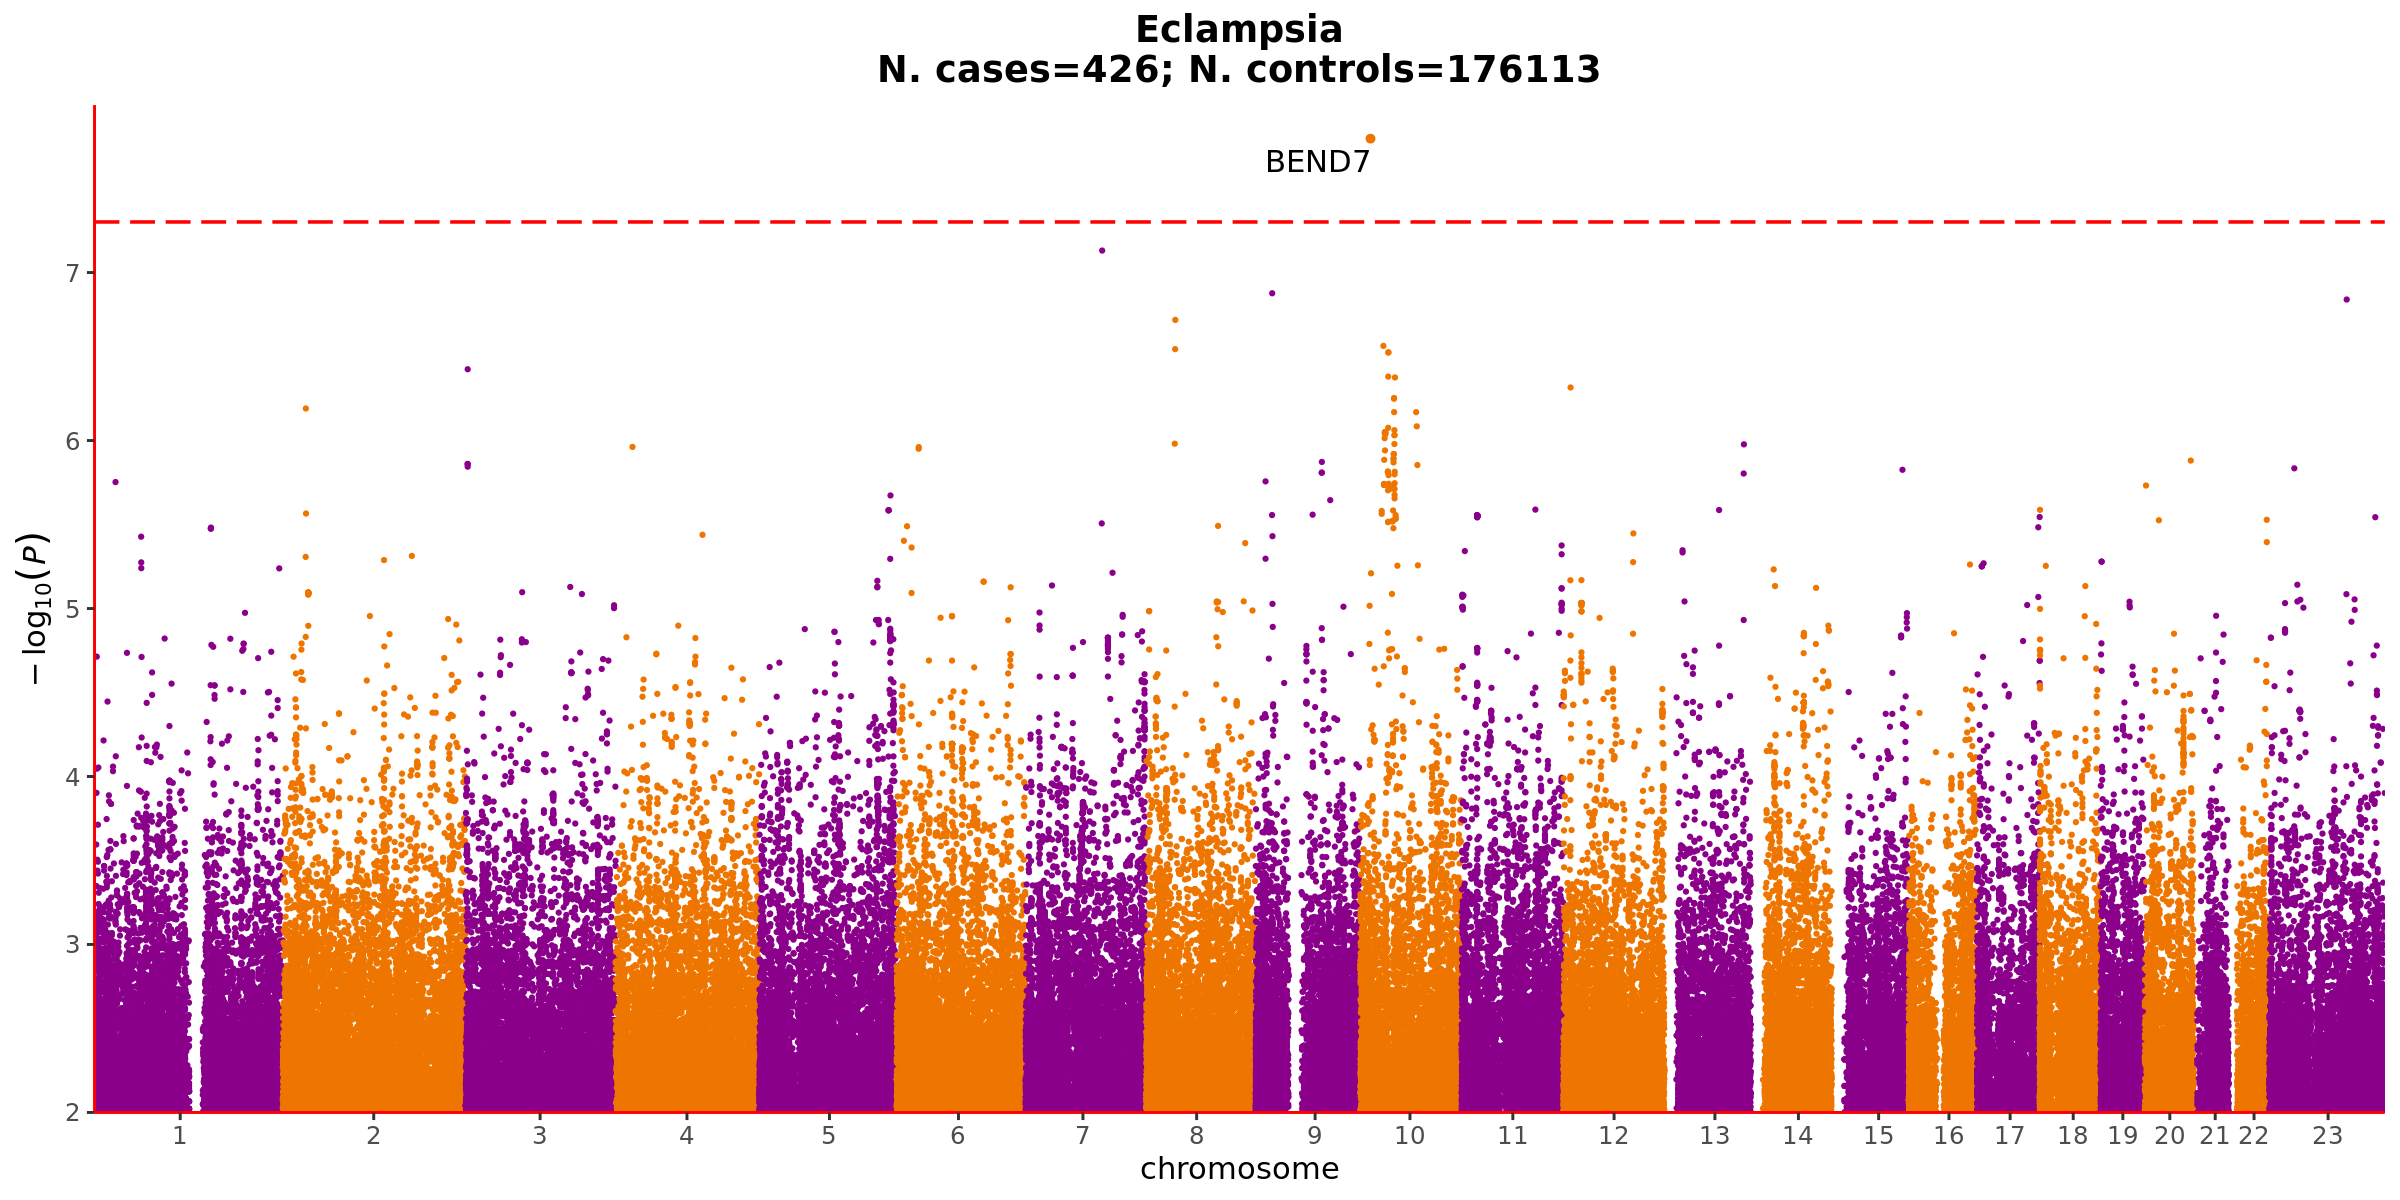 Eclampsia
N. cases=426; N. controls=176113
BEND7
7
6
5
4
3
2
− log10(P)
1 2 3 4 5 6 7 8 9 10 11 12 13 14 15 16 17 18 19 20 21 22 23
chromosome